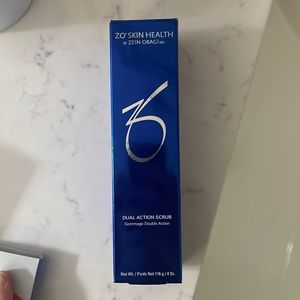 ZO® SKIN HEALTH
BY ZEIN OBAGI MD
DUAL ACTION SCRUB
Gommage Double Action
Net Wt. / Poids Net 116 g / 4 Oz.